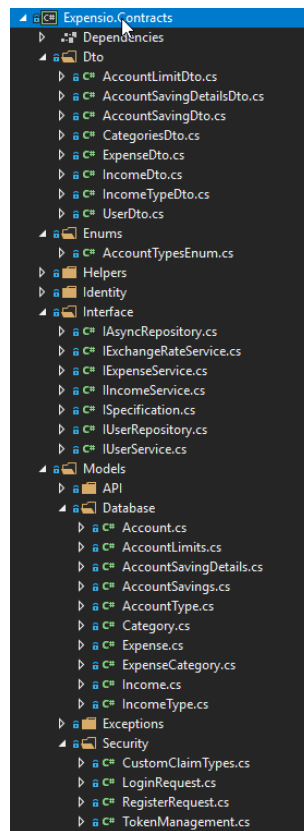 C# Expensio.Contracts
Dependencies
Dto
C# AccountLimitDto.cs
C# AccountSavingDetailsDto.cs
C# AccountSavingDto.cs
C# CategoriesDto.cs
C# ExpenseDto.cs
C# IncomeDto.cs
C# IncomeTypeDto.cs
C# UserDto.cs
Enums
C# AccountTypesEnum.cs
Helpers
Identity
Interface
C# IAsyncRepository.cs
C# IExchangeRateService.cs
C# IExpenseService.cs
C# IIncomeService.cs
C# ISpecification.cs
C# IUserRepository.cs
C# IUserService.cs
Models
API
Database
C# Account.cs
C# AccountLimits.cs
C# AccountSavingDetails.cs
C# AccountSavings.cs
C# AccountType.cs
C# Category.cs
C# Expense.cs
C# ExpenseCategory.cs
C# Income.cs
C# IncomeType.cs
Exceptions
Security
C# CustomClaimTypes.cs
C# LoginRequest.cs
C# RegisterRequest.cs
C# TokenManagement.cs